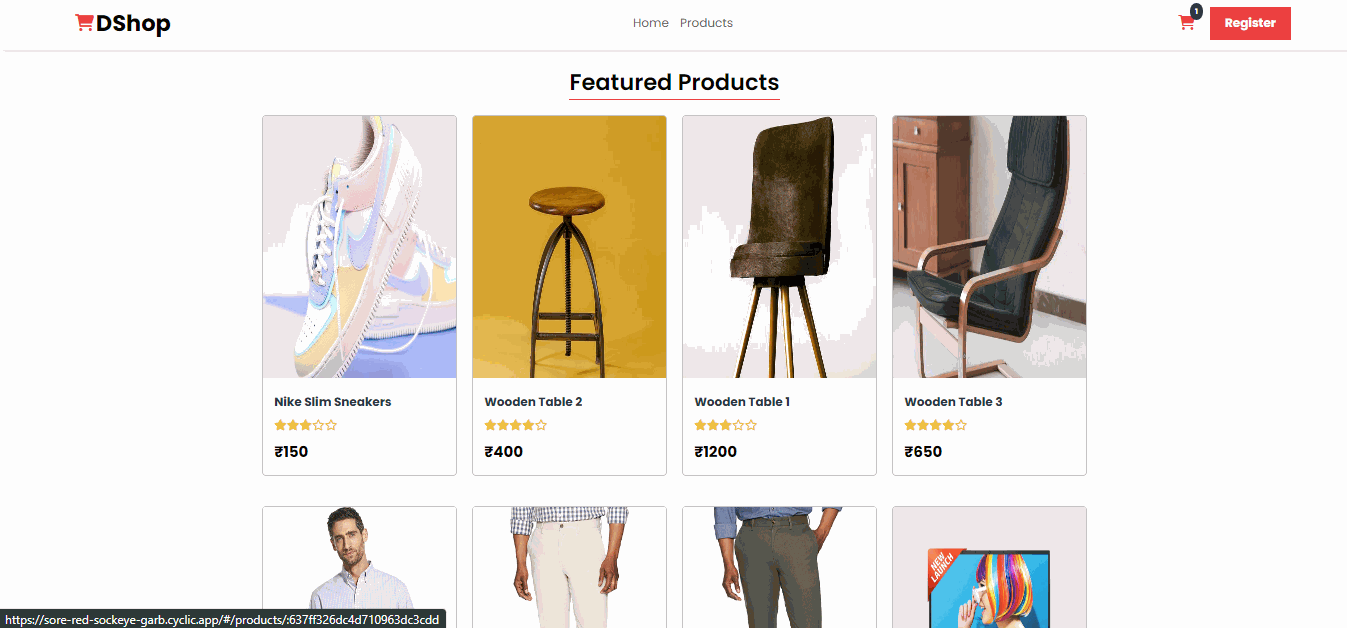 DShop
Home Products
1
Register
Featured Products
Nike Slim Sneakers
₹150
Wooden Table 2
₹400
Wooden Table 1
₹1200
Wooden Table 3
₹650
NEW
LAUNCH
https://sore-red-sockeye-garb.cyclic.app/#/products/:637ff326dc4d710963dc3cdd